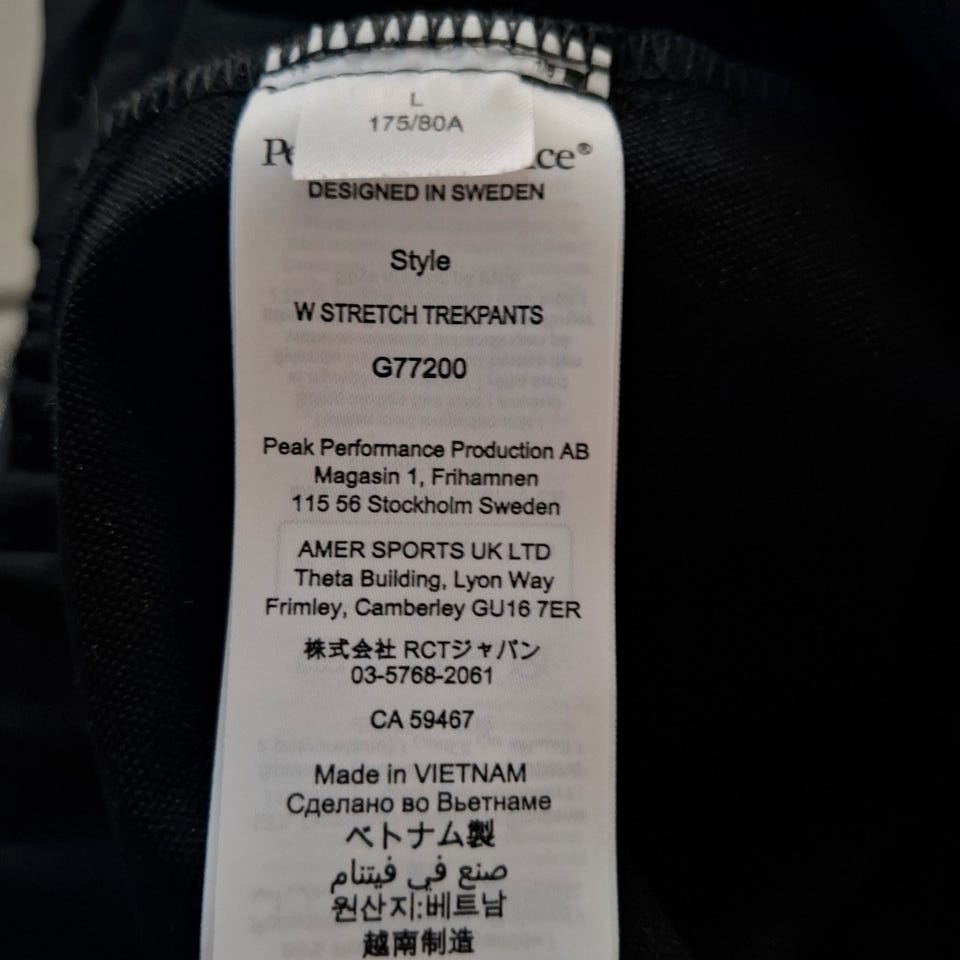 L
175/80A
Pe ce®
DESIGNED IN SWEDEN
Style
W STRETCH TREKPANTS
G77200
Peak Performance Production AB
Magasin 1, Frihamnen
115 56 Stockholm Sweden
AMER SPORTS UK LTD
Theta Building, Lyon Way
Frimley, Camberley GU16 7ER
株式会社 RCTジャパン
03-5768-2061
CA 59467
Made in VIETNAM
Сделано во Вьетнаме
ベトナム製
صنع في فيتنام
원산지:베트남
越南制造